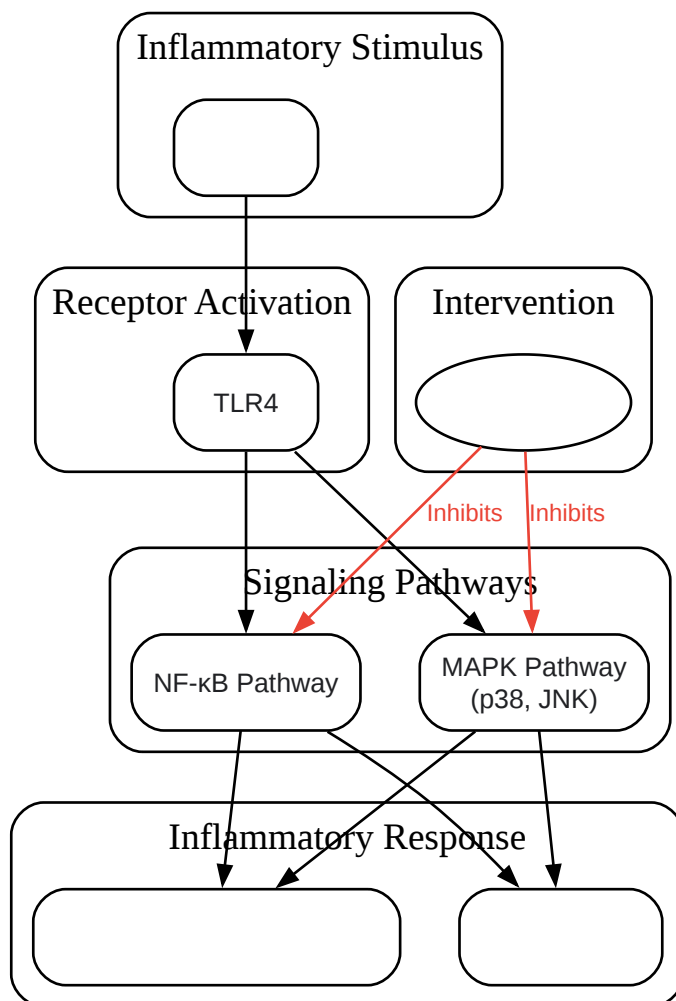 Inflammatory Stimulus
Receptor Activation
Intervention
TLR4
Inhibits
Inhibits
Signaling Pathways
NF-κB Pathway
MAPK Pathway
(p38, JNK)
Inflammatory Response